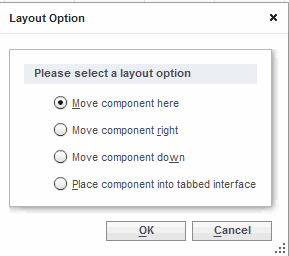 Layout Option
Please select a layout option
Move component here
Move component right
Move component down
Place component into tabbed interface
OK Cancel